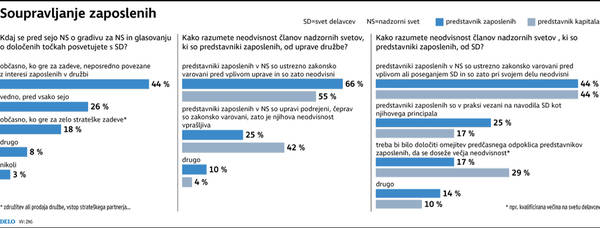 Soupravljanje zaposlenih
SD=svet delavcev NS=nadzorni svet predstavnik zaposlenih predstavnik kapitala
Kdaj se pred sejo NS o gradivu za NS in glasovanju
o določenih točkah posvetujete s SD?
občasno, ko gre za zadeve, neposredno povezane
z interesi zaposlenih v družbi
44 %
vedno, pred vsako sejo
26 %
občasno, ko gre za zelo strateške zadeve*
18 %
drugo
8 %
nikoli
3 %
* združitev ali prodaja družbe, vstop strateškega partnerja...
Kako razumete neodvisnost članov nadzornih svetov,
ki so predstavniki zaposlenih, od uprave družbe?
predstavniki zaposlenih v NS so ustrezno zakonsko
varovani pred vplivom uprave in so zato neodvisni
66 %
55 %
predstavniki zaposlenih v NS so upravi podrejeni, čeprav
so zakonsko varovani, zato je njihova neodvisnost
vprašljiva
25 %
42 %
drugo
10 %
4 %
Kako razumete neodvisnost članov nadzornih svetov , ki so
predstavniki zaposlenih, od SD?
predstavniki zaposlenih v NS so ustrezno zakonsko varovani pred
vplivom ali poseganjem SD in so zato pri svojem delu neodvisni
44 %
44 %
predstavniki zaposlenih so v praksi vezani na navodila SD kot
njihovega principala
25 %
17 %
treba bi bilo določiti omejitev predčasnega odpoklica predstavnikov
zaposlenih, da se doseže večja neodvisnost*
17 %
29 %
drugo
14 %
10 %
* npr. kvalificirana večina na svetu delavcev
DELO